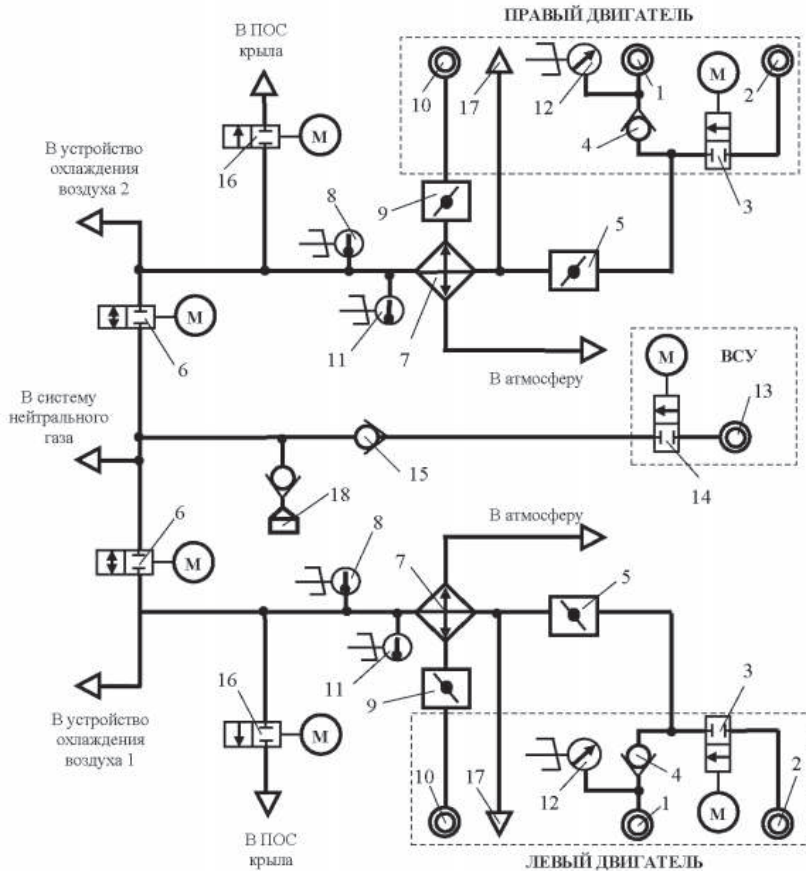 ПРАВЫЙ ДВИГАТЕЛЬ
В ПОС
крыла
10
17
12
1
М
2
4
3
16
М
В устройство
охлаждения
воздуха 2
9
8
5
11
7
6
М
В атмосферу
М
ВСУ
13
14
В систему
нейтрального
газа
15
18
6
М
В атмосферу
8
7
5
11
16
М
9
3
В устройство
охлаждения
воздуха 1
10
17
12
4
1
М
2
В ПОС
крыла
ЛЕВЫЙ ДВИГАТЕЛЬ